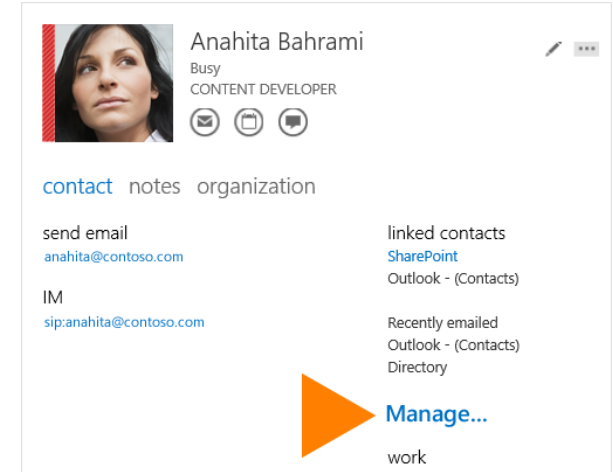 Anahita Bahrami
Busy
CONTENT DEVELOPER
contact notes organization
send email
anahita@contoso.com
IM
sip:anahita@contoso.com
linked contacts
SharePoint
Outlook - (Contacts)
Recently emailed
Outlook - (Contacts)
Directory
Manage...
work